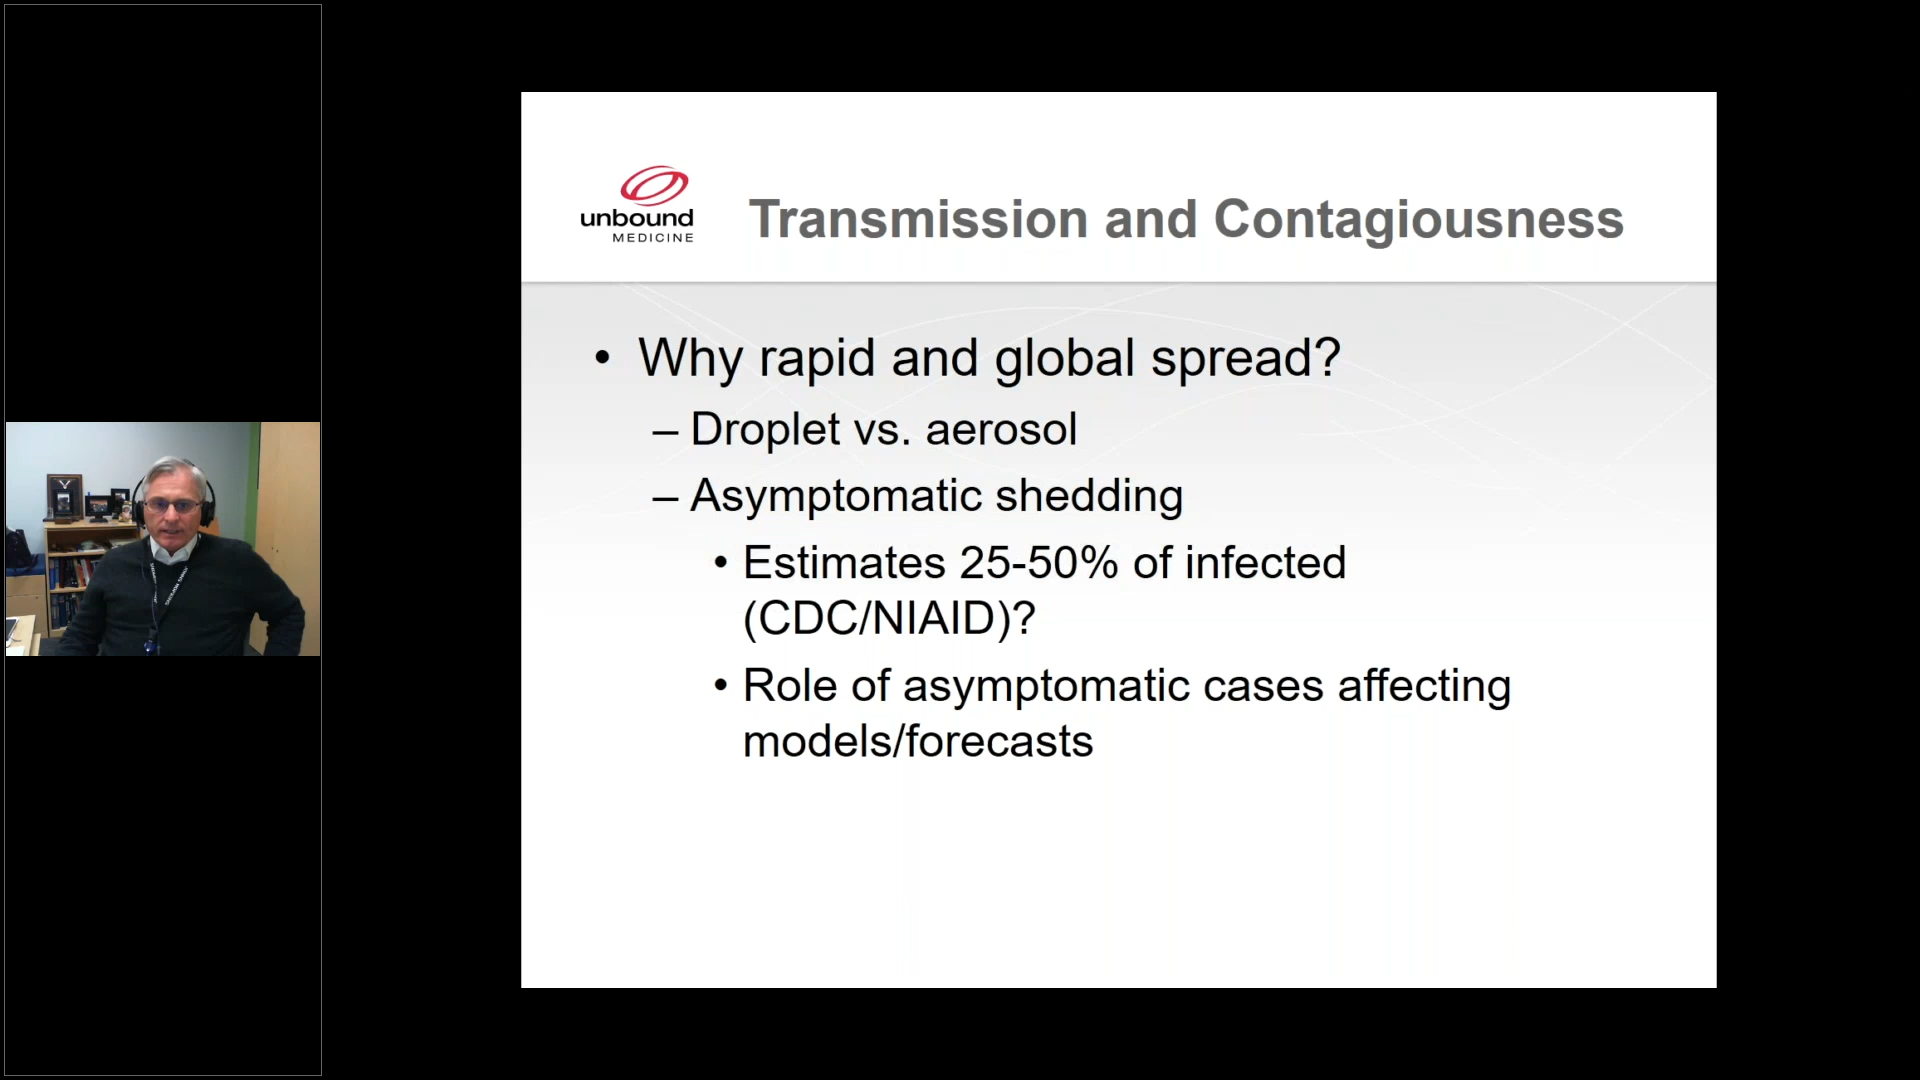 unbound
MEDICINE
Transmission and Contagiousness
• Why rapid and global spread?
– Droplet vs. aerosol
– Asymptomatic shedding
• Estimates 25-50% of infected
(CDC/NIAID)?
• Role of asymptomatic cases affecting
models/forecasts